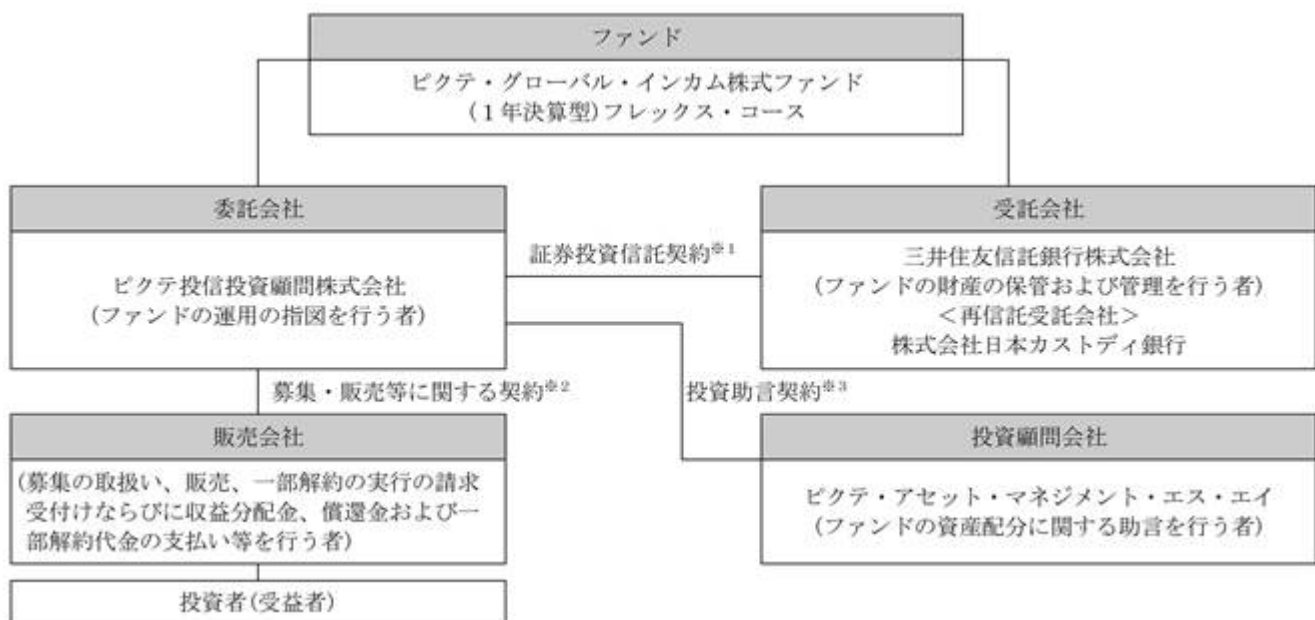 ファンド
ピクテ・グローバル・インカム株式ファンド
(1年決算型)フレックス・コース
委託会社
ピクテ投信投資顧問株式会社
(ファンドの運用の指図を行う者)
証券投資信託契約※1
受託会社
三井住友信託銀行株式会社
(ファンドの財産の保管および管理を行う者)
<再信託受託会社>
株式会社日本カストディ銀行
募集・販売等に関する契約※2
投資助言契約※3
販売会社
(募集の取扱い、販売、一部解約の実行の請求
受付けならびに収益分配金、償還金および一
部解約代金の支払い等を行う者)
投資顧問会社
ピクテ・アセット・マネジメント・エス・エイ
(ファンドの資産配分に関する助言を行う者)
投資者(受益者)